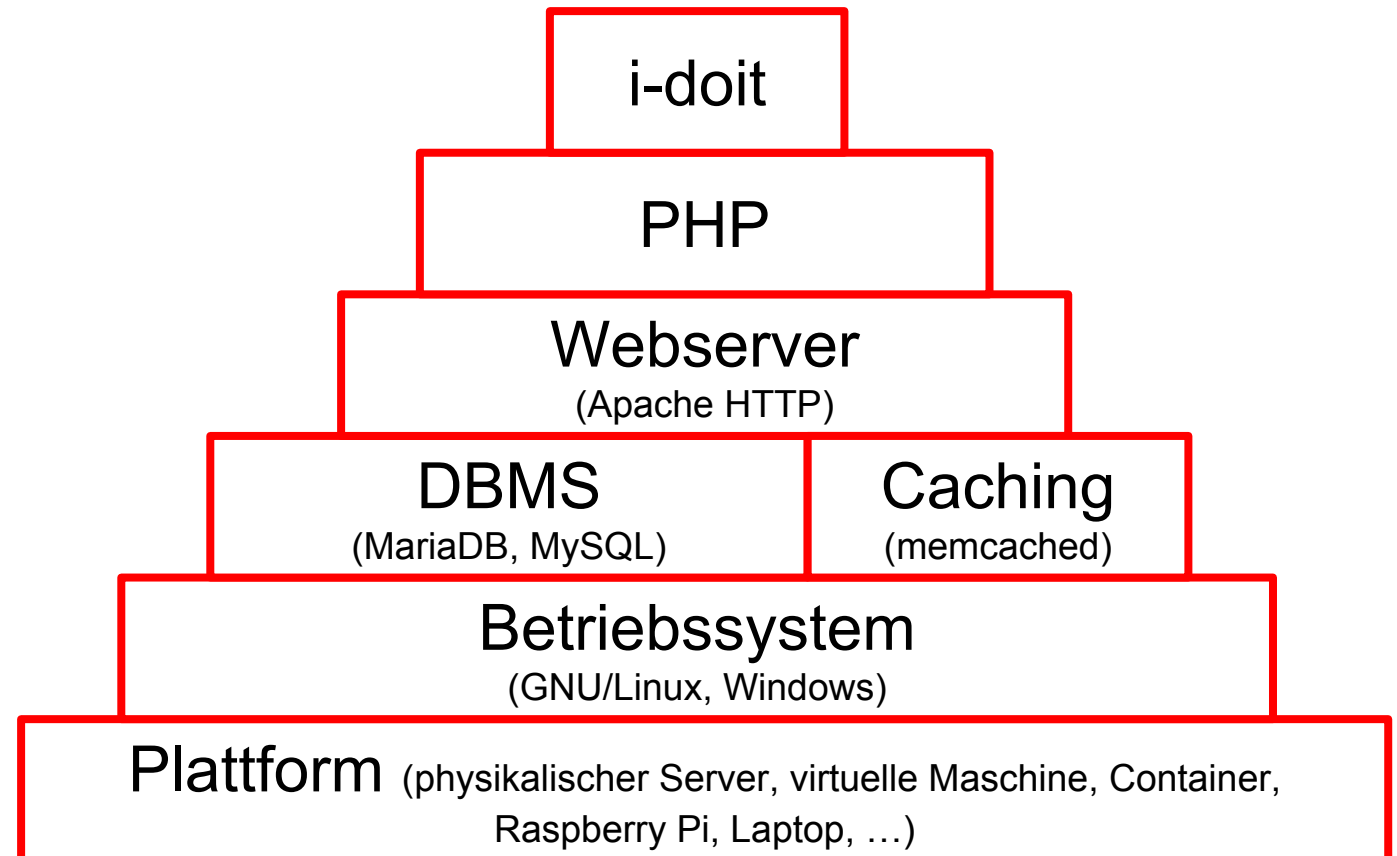 i-doit
PHP
Webserver
(Apache HTTP)
DBMS
(MariaDB, MySQL)
Caching
(memcached)
Betriebssystem
(GNU/Linux, Windows)
Plattform (physikalischer Server, virtuelle Maschine, Container,
Raspberry Pi, Laptop, …)